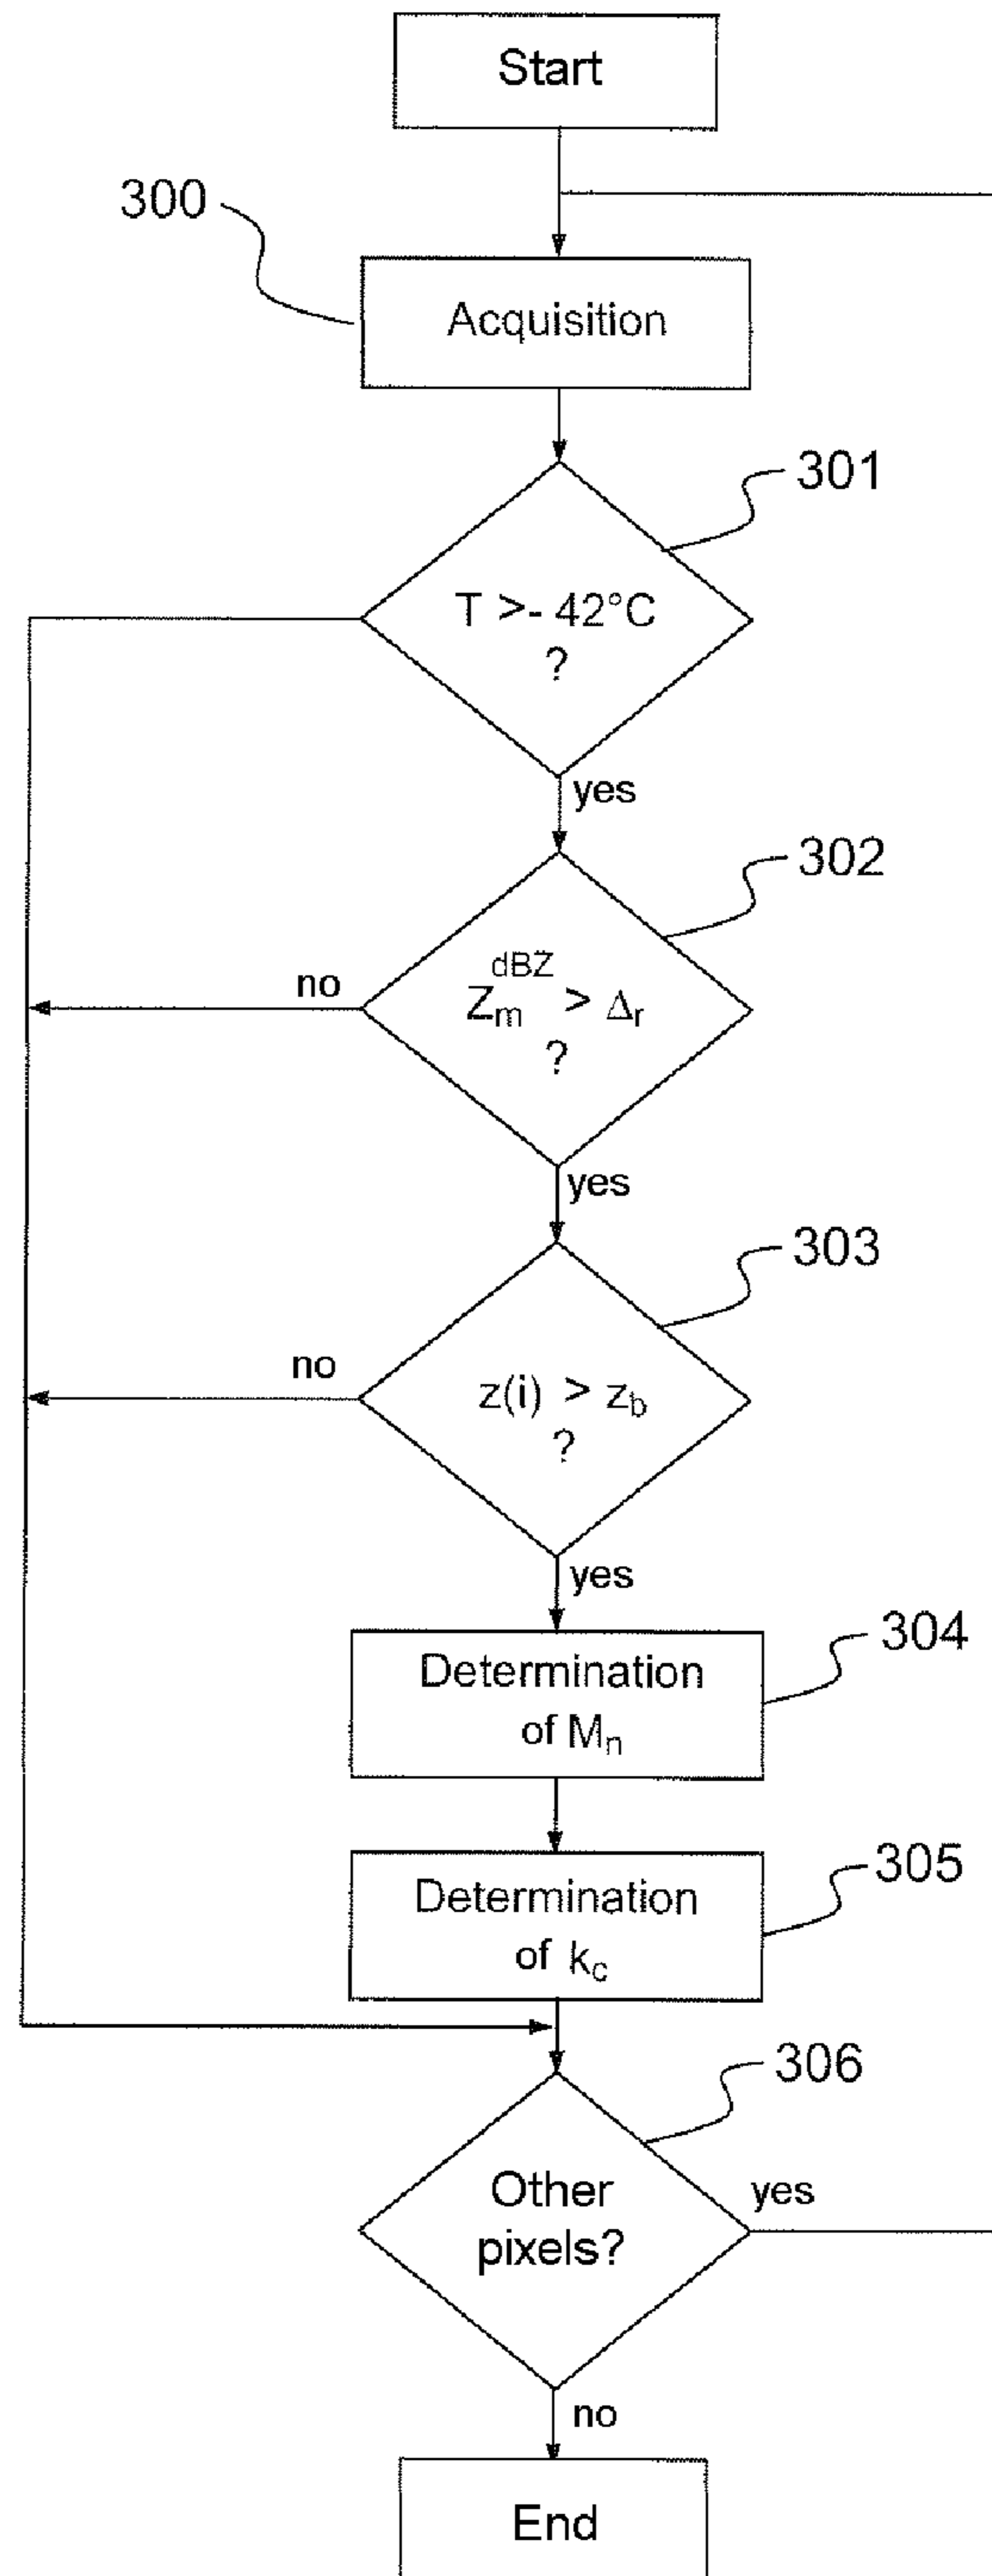 Start
300
Acquisition
301
T >- 42°C
?
yes
302
dBZ
Zm > Δr
?
no
yes
303
z(i) > zb
?
no
yes
304
Determination
of Mn
305
Determination
of kc
306
Other
pixels?
yes
no
End